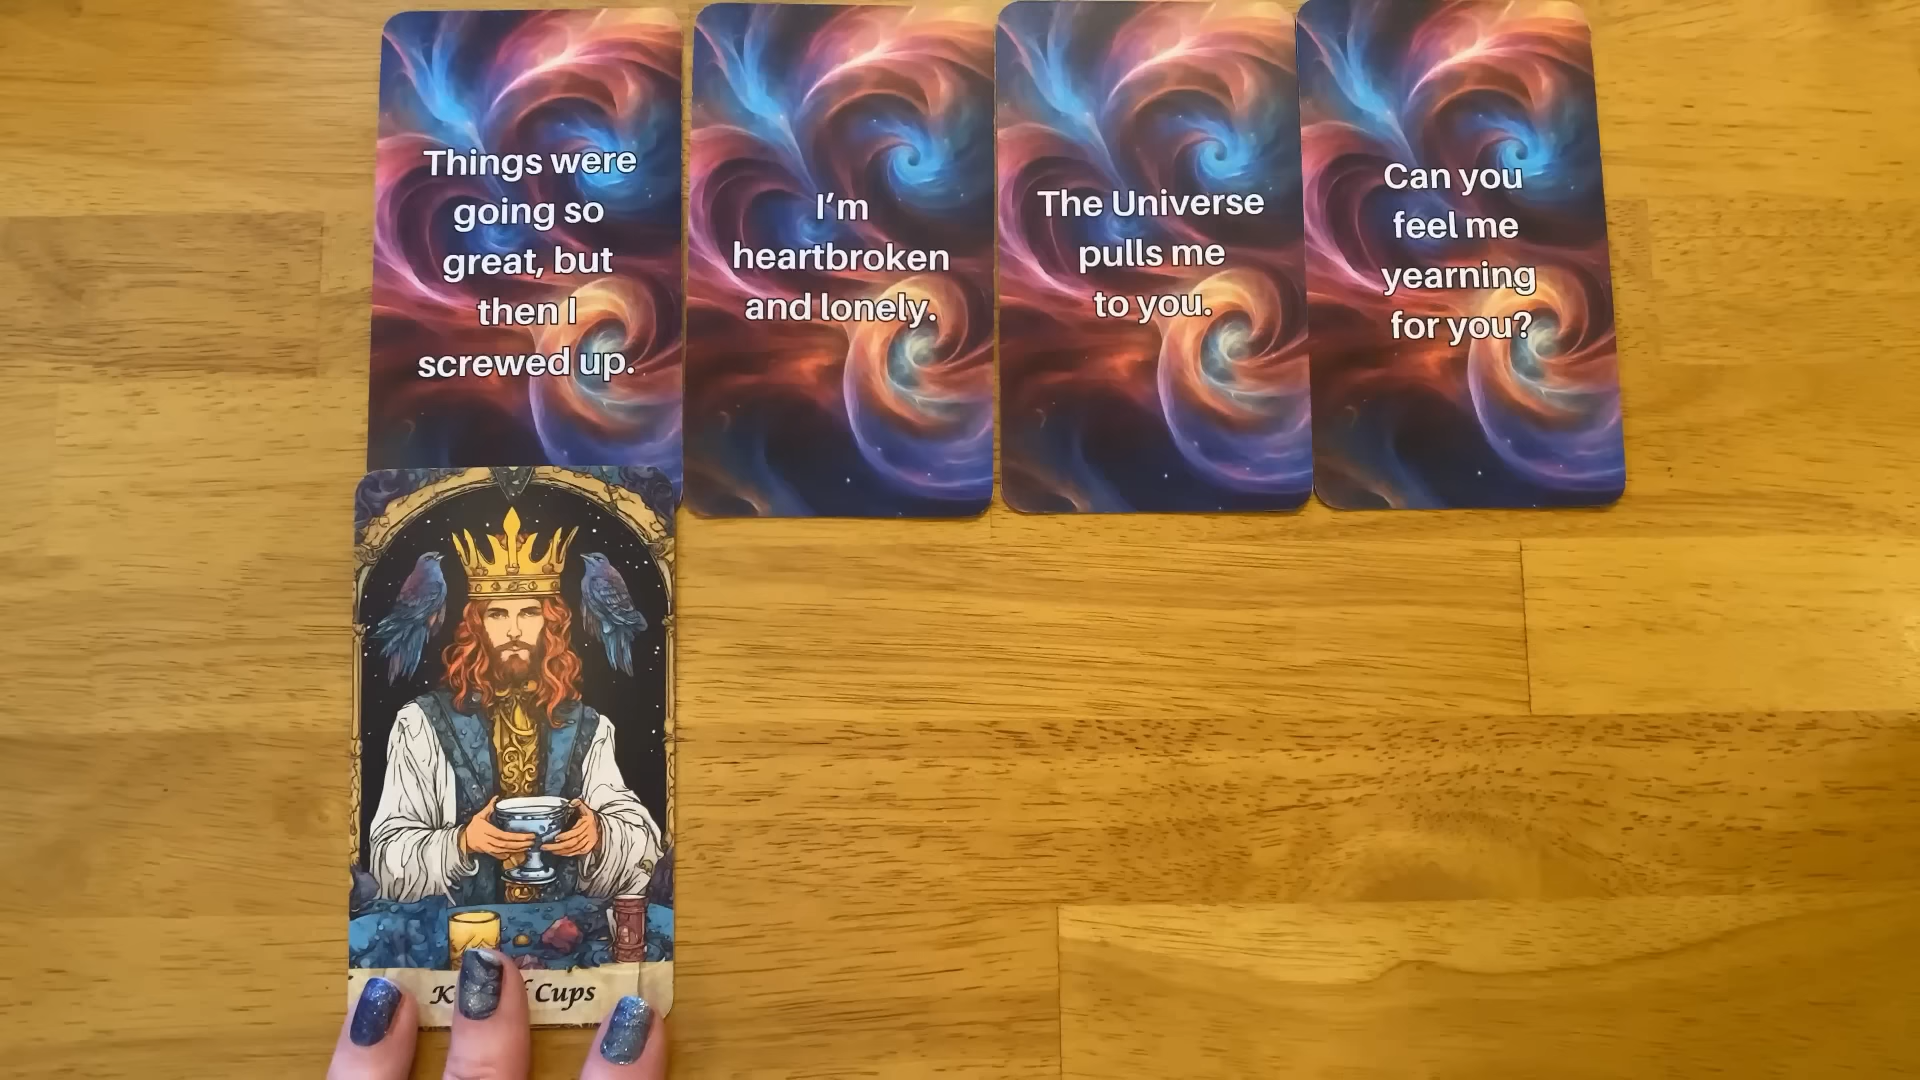 Things were
going so
great, but
then I
screwed up.
I'm
heartbroken
and lonely.
The Universe
pulls me
to you.
Can you
feel me
yearning
for you?
Cups